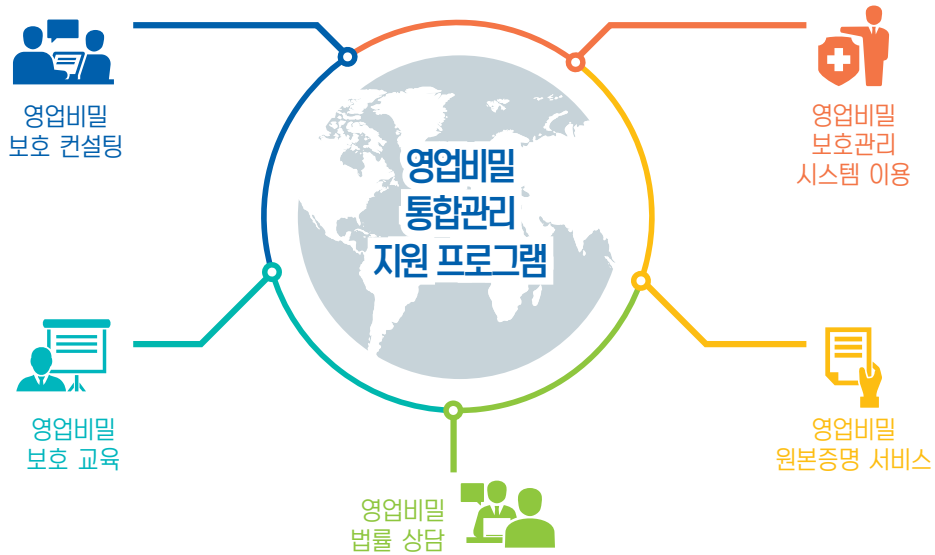 영업비밀
보호 컨설팅
영업비밀
통합관리
지원 프로그램
영업비밀
보호관리
시스템 이용
영업비밀
보호 교육
영업비밀
원본증명 서비스
영업비밀
법률 상담